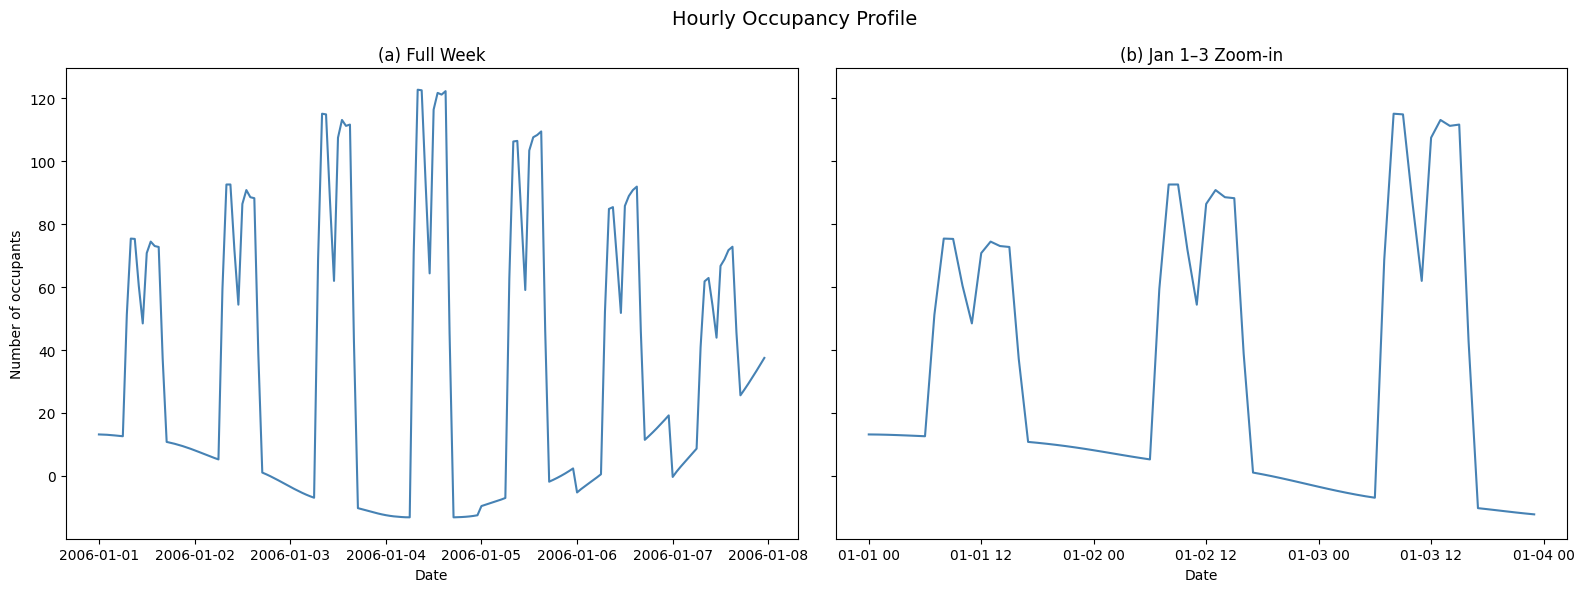 Hourly Occupancy Profile
(a) Full Week
(b) Jan 1–3 Zoom-in
Number of occupants
120
100
80
60
40
20
0
2006-01-01 2006-01-02 2006-01-03 2006-01-04 2006-01-05 2006-01-06 2006-01-07 2006-01-08
Date
01-01 00 01-01 12 01-02 00 01-02 12 01-03 00 01-03 12 01-04 00
Date